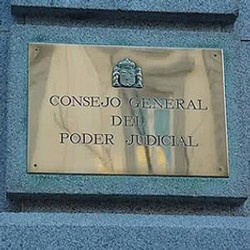 CONSEJO GENERAL
DEL
PODER JUDICIAL